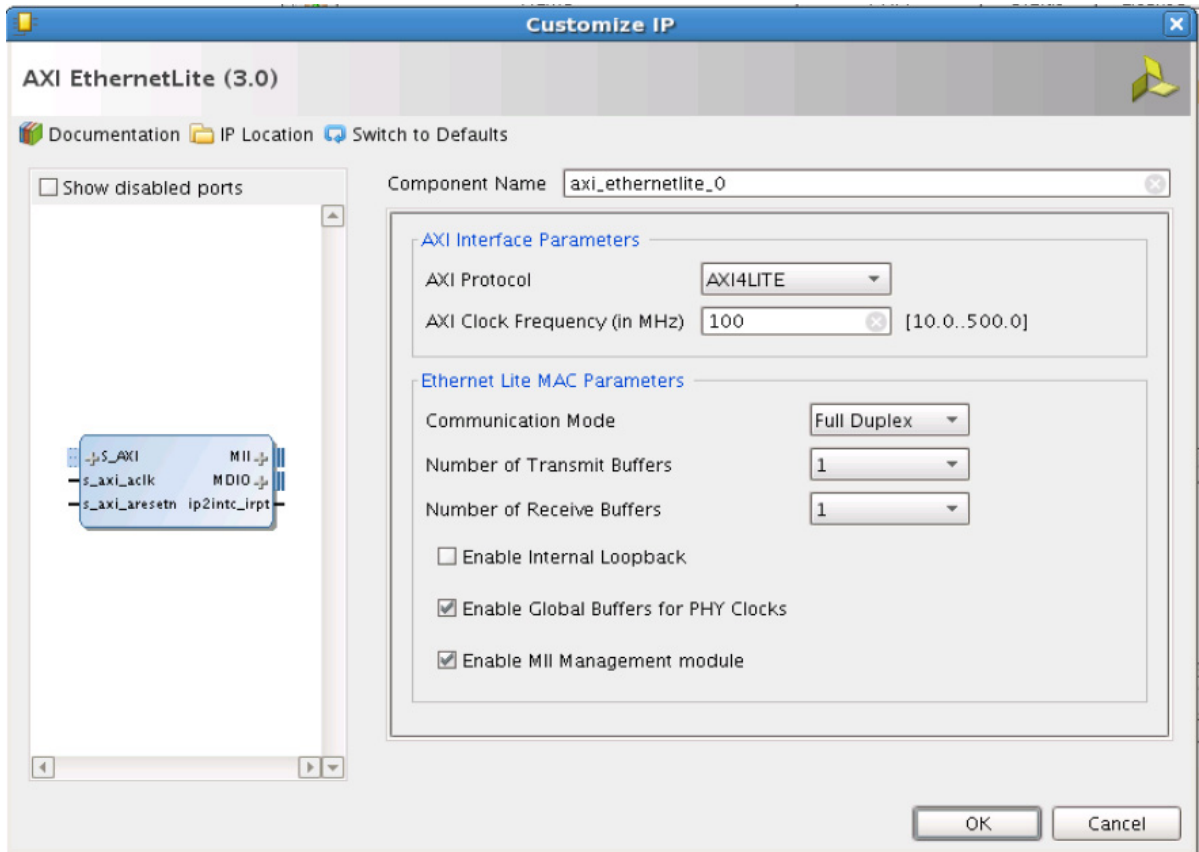 Customize IP
AXI EthernetLite (3.0)
Documentation IP Location Switch to Defaults
Show disabled ports
S_AXI MII
s_axi_aclk MDIO
s_axi_aresetn ip2intc_irpt
Component Name axi_ethernetlite_0
AXI Interface Parameters
AXI Protocol AXI4LITE
AXI Clock Frequency (in MHz) 100 [10.0..500.0]
Ethernet Lite MAC Parameters
Communication Mode Full Duplex
Number of Transmit Buffers 1
Number of Receive Buffers 1
Enable Internal Loopback
Enable Global Buffers for PHY Clocks
Enable MII Management module
OK Cancel